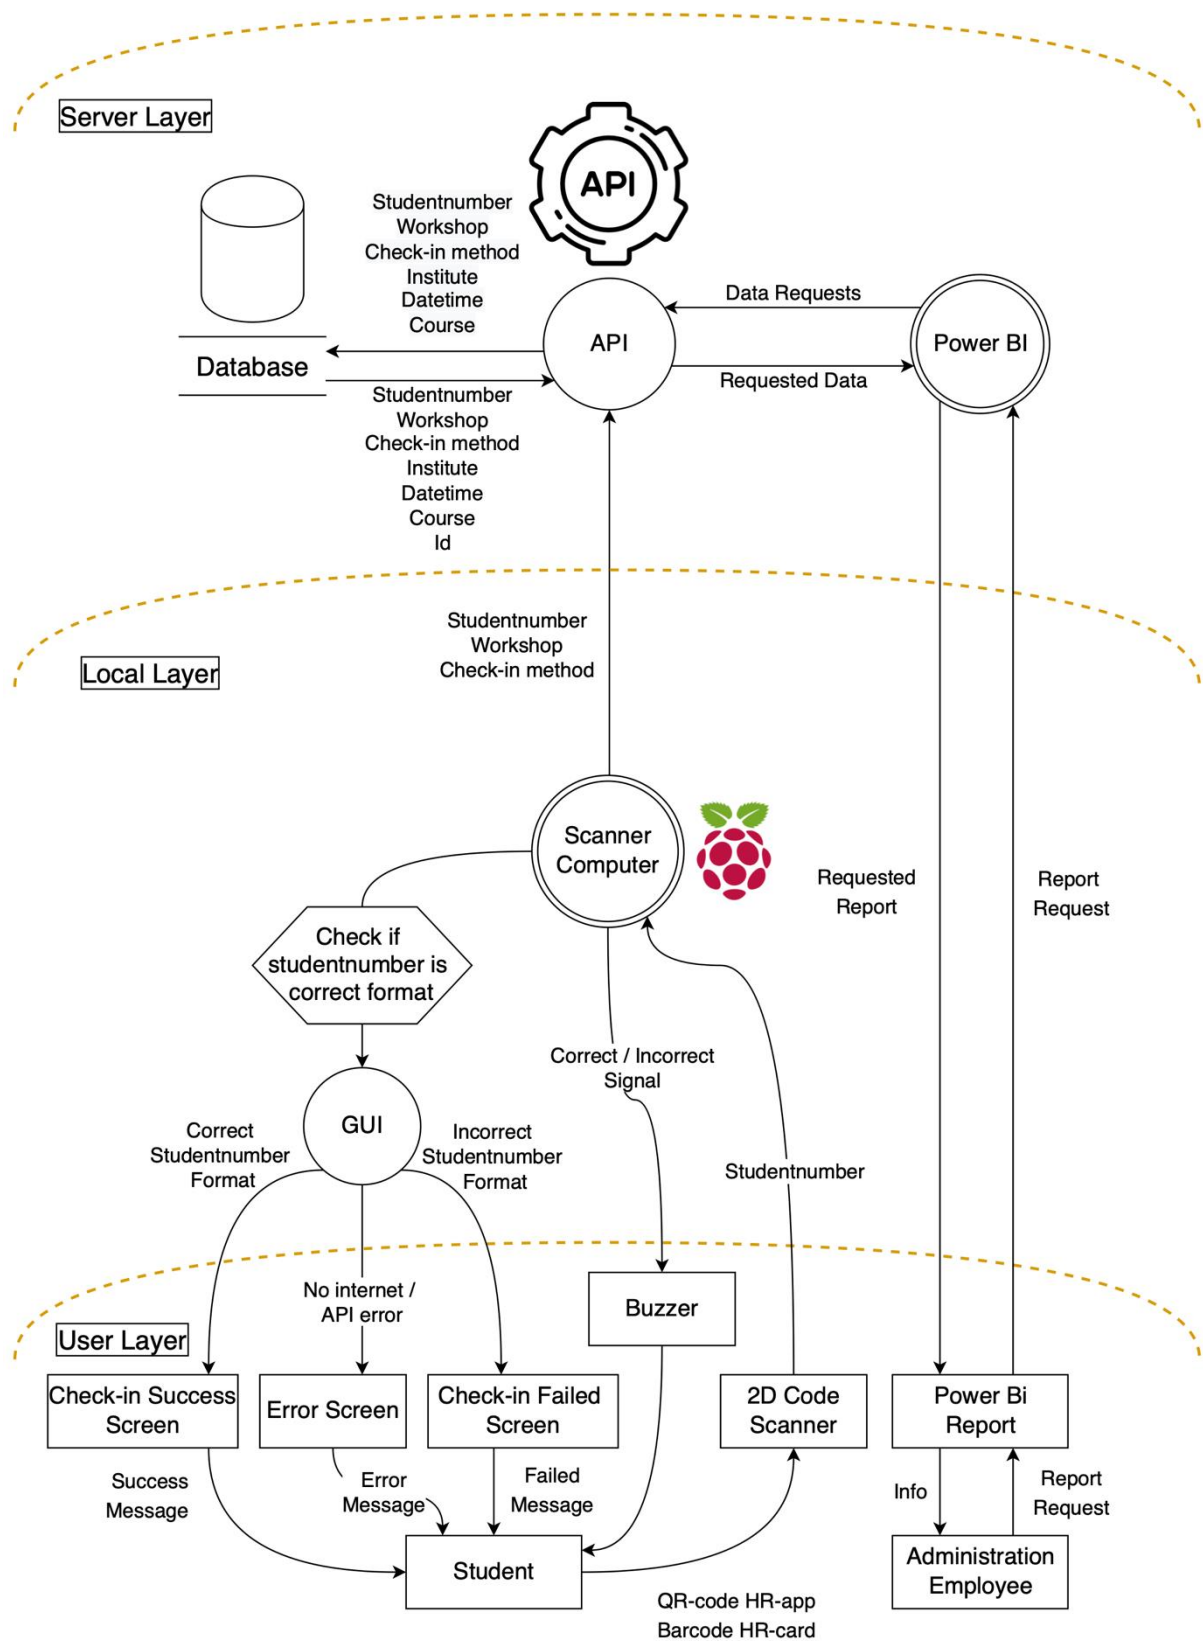 Server Layer
API
Studentnumber
Workshop
Check-in method
Institute
Datetime
Course
Data Requests
API
Power BI
Database
Requested Data
Studentnumber
Workshop
Check-in method
Institute
Datetime
Course
Id
Studentnumber
Workshop
Check-in method
Local Layer
Scanner
Computer
Requested
Report
Report
Request
Check if
studentnumber is
correct format
Correct / Incorrect
Signal
GUI
Correct
Studentnumber
Format
Incorrect
Studentnumber
Format
Studentnumber
No internet /
API error
Buzzer
User Layer
Check-in Success
Screen
Error Screen
Check-in Failed
Screen
2D Code
Scanner
Power Bi
Report
Success
Message
Error
Message
Failed
Message
Info
Report
Request
Student
Administration
Employee
QR-code HR-app
Barcode HR-card